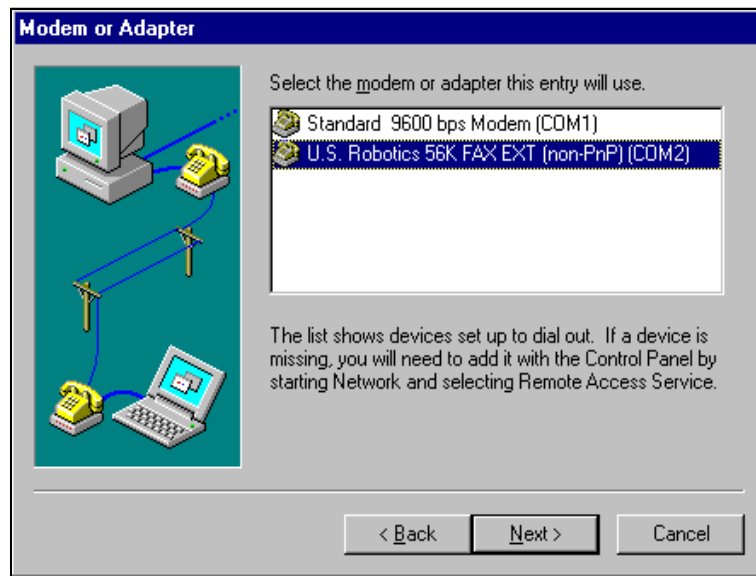 Modem or Adapter
Select the modem or adapter this entry will use.
Standard 9600 bps Modem (COM1)
U.S. Robotics 56K FAX EXT (non-PnP) (COM2)
The list shows devices set up to dial out. If a device is
missing, you will need to add it with the Control Panel by
starting Network and selecting Remote Access Service.
< Back
Next >
Cancel